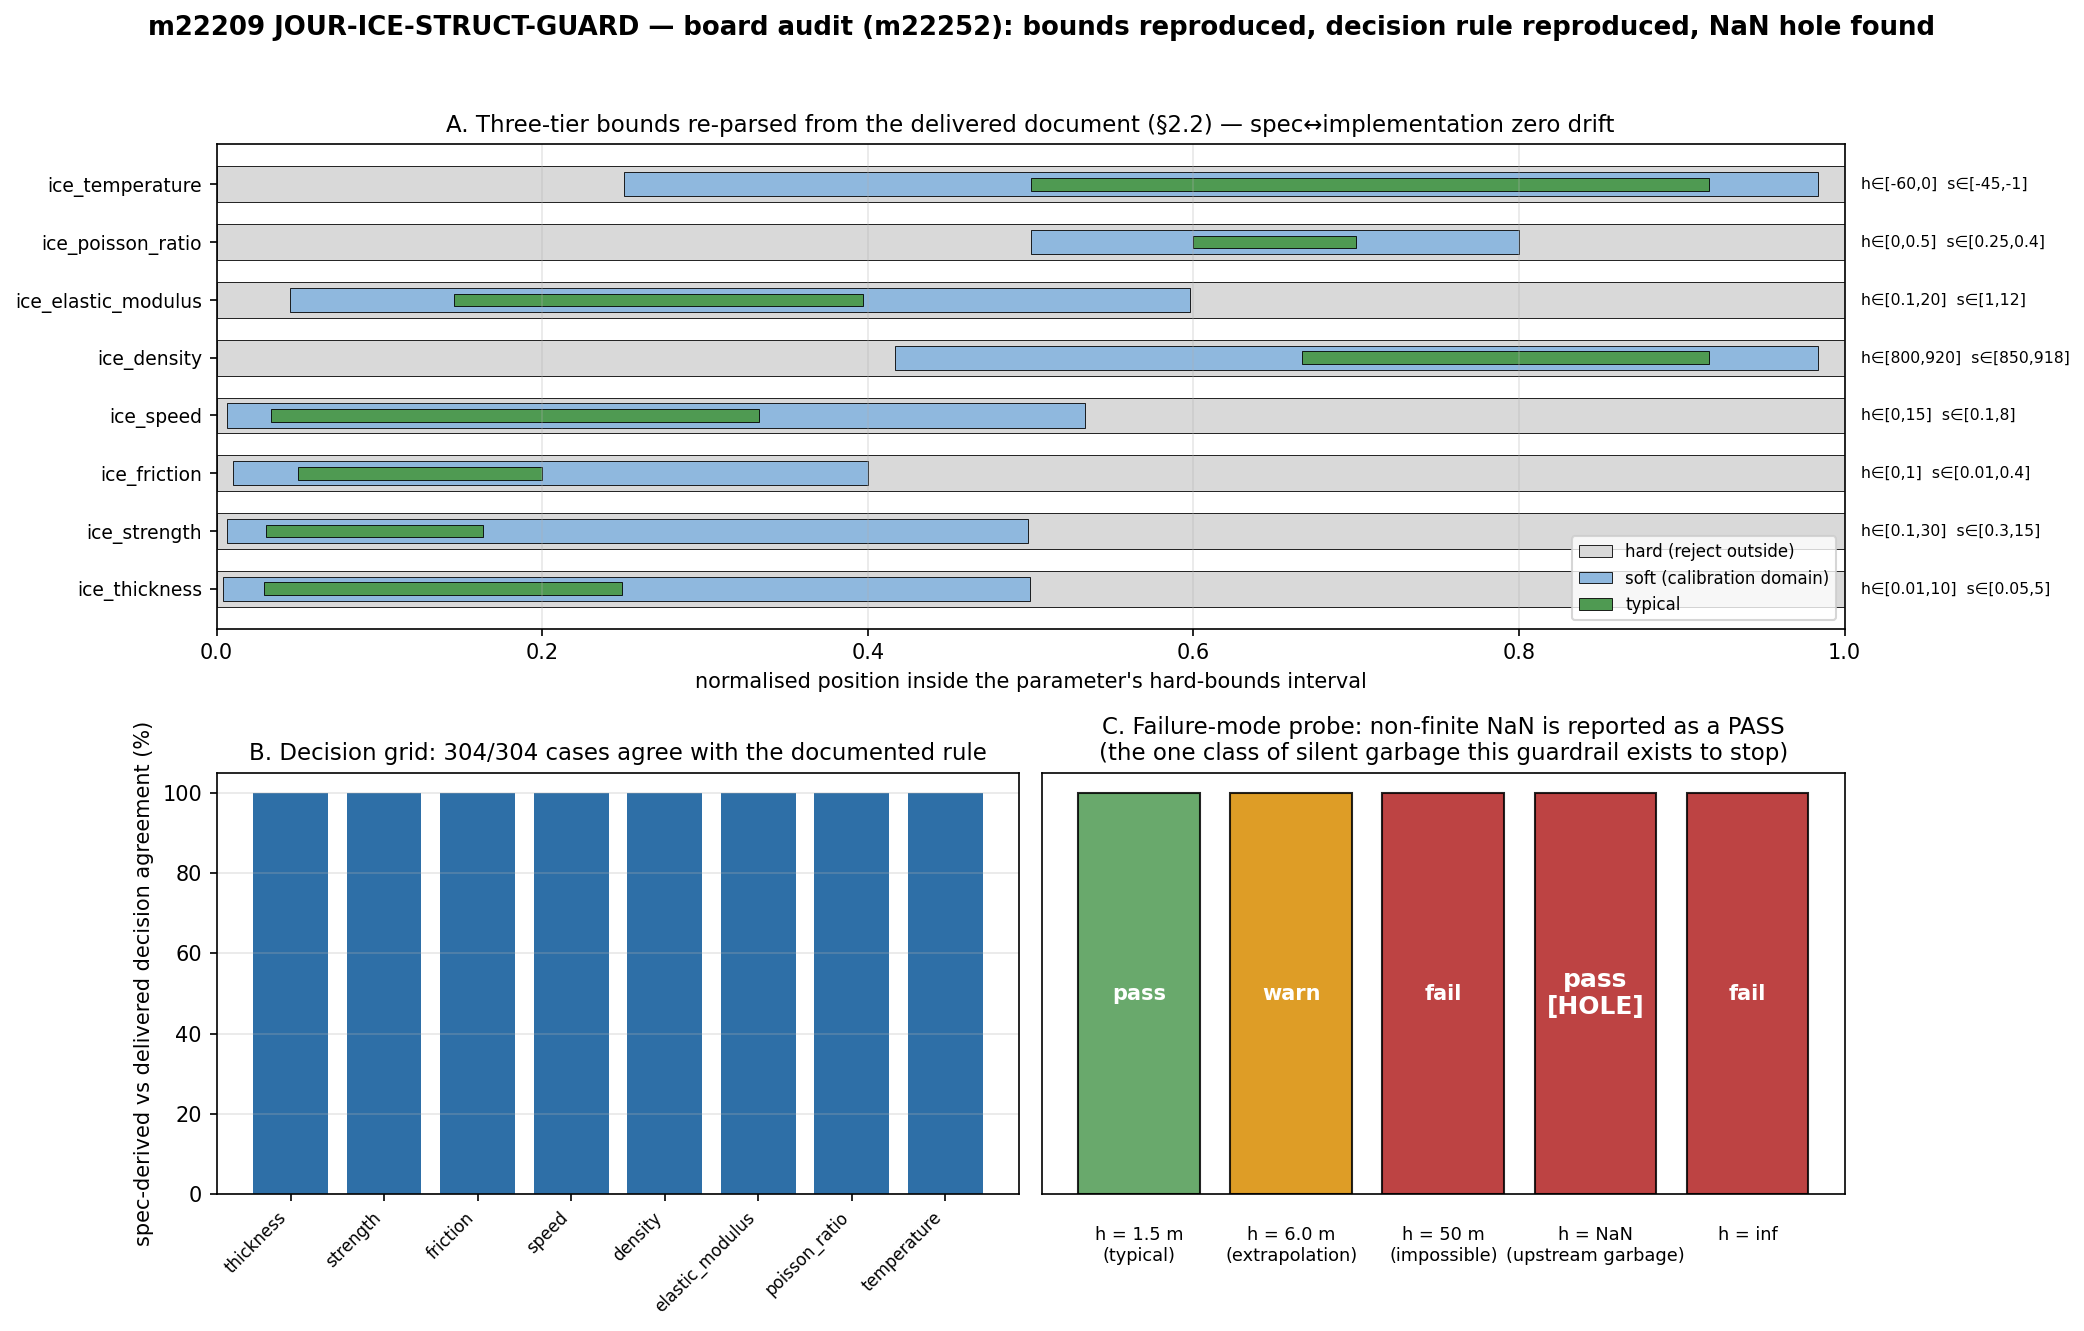 m22209 JOUR-ICE-STRUCT-GUARD — board audit (m22252): bounds reproduced, decision rule reproduced, NaN hole found
A. Three-tier bounds re-parsed from the delivered document (§2.2) — spec↔implementation zero drift
ice_temperature
h∈[-60,0]  s∈[-45,-1]
ice_poisson_ratio
h∈[0,0.5]  s∈[0.25,0.4]
ice_elastic_modulus
h∈[0.1,20]  s∈[1,12]
ice_density
h∈[800,920]  s∈[850,918]
ice_speed
h∈[0,15]  s∈[0.1,8]
ice_friction
h∈[0,1]  s∈[0.01,0.4]
ice_strength
h∈[0.1,30]  s∈[0.3,15]
ice_thickness
h∈[0.01,10]  s∈[0.05,5]
hard (reject outside)
soft (calibration domain)
typical
0.0 0.2 0.4 0.6 0.8 1.0
normalised position inside the parameter's hard-bounds interval
B. Decision grid: 304/304 cases agree with the documented rule
spec-derived vs delivered decision agreement (%)
100
80
60
40
20
0
thickness
strength
friction
speed
density
elastic_modulus
poisson_ratio
temperature
C. Failure-mode probe: non-finite NaN is reported as a PASS
(the one class of silent garbage this guardrail exists to stop)
pass
warn
fail
pass
[HOLE]
fail
h = 1.5 m
(typical)
h = 6.0 m
(extrapolation)
h = 50 m
(impossible)
h = NaN
(upstream garbage)
h = inf